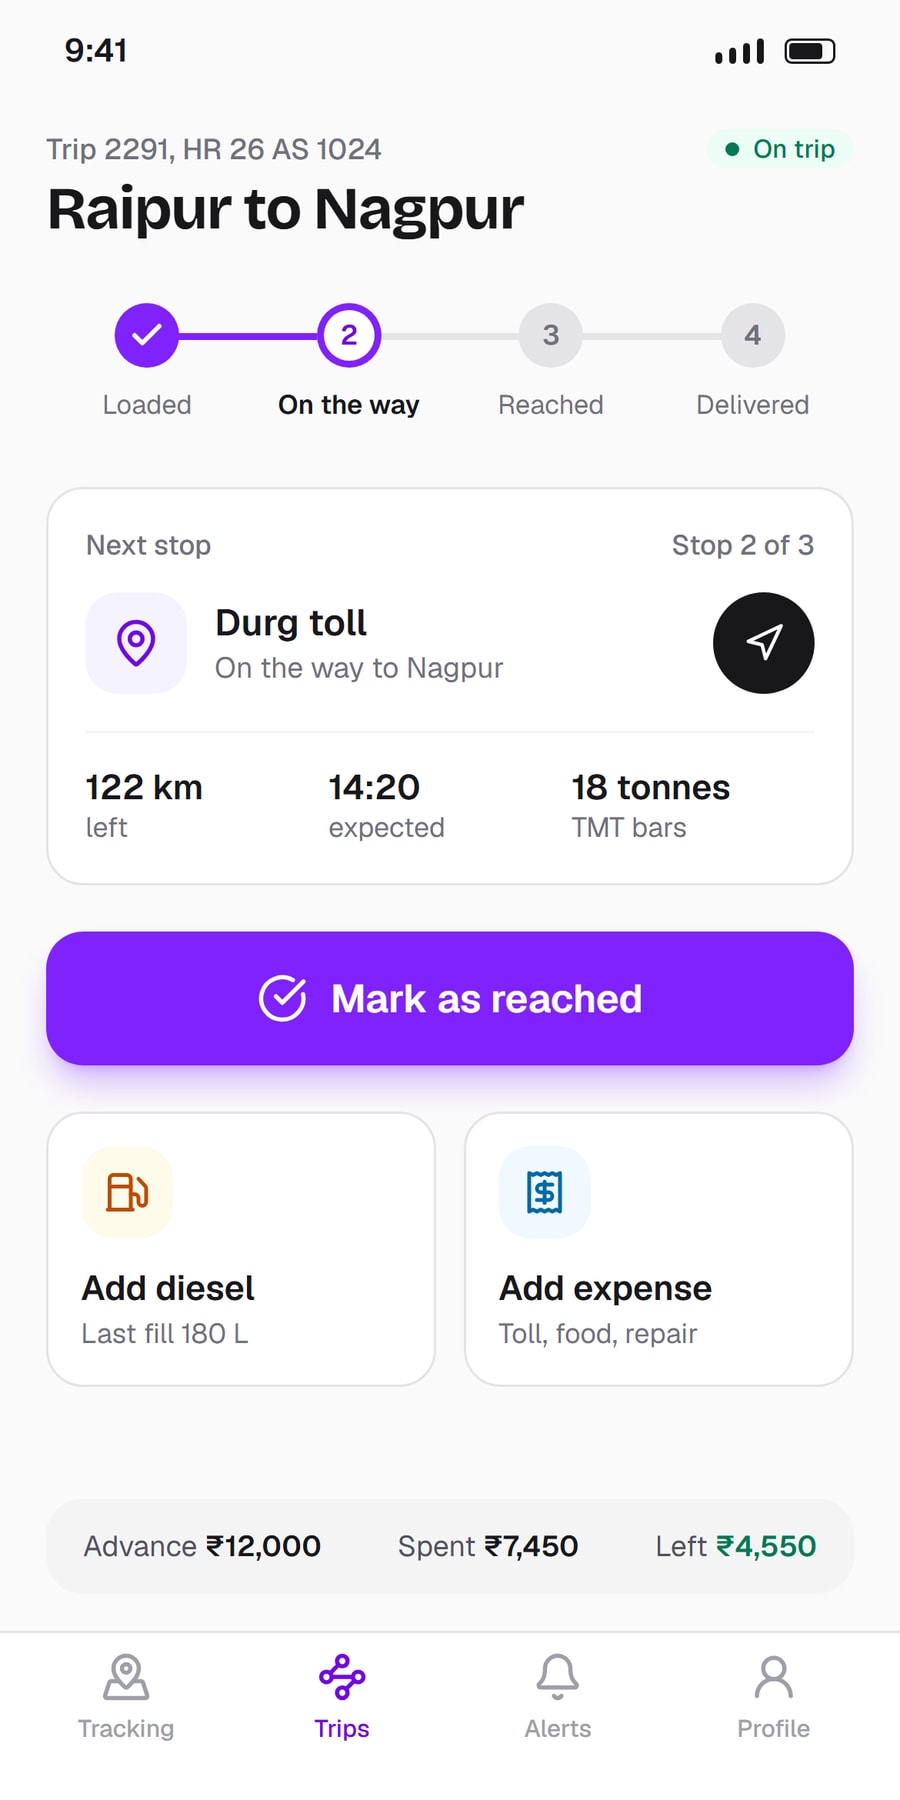 9:41
Trip 2291, HR 26 AS 1024
On trip
Raipur to Nagpur
2
3
4
Loaded
On the way
Reached
Delivered
Next stop
Stop 2 of 3
Durg toll
On the way to Nagpur
122 km
14:20
18 tonnes
left
expected
TMT bars
Mark as reached
$
Add diesel
Add expense
Last fill 180 L
Toll, food, repair
Advance ₹12,000
Spent ₹7,450
Left ₹4,550
Tracking
Trips
Alerts
Profile